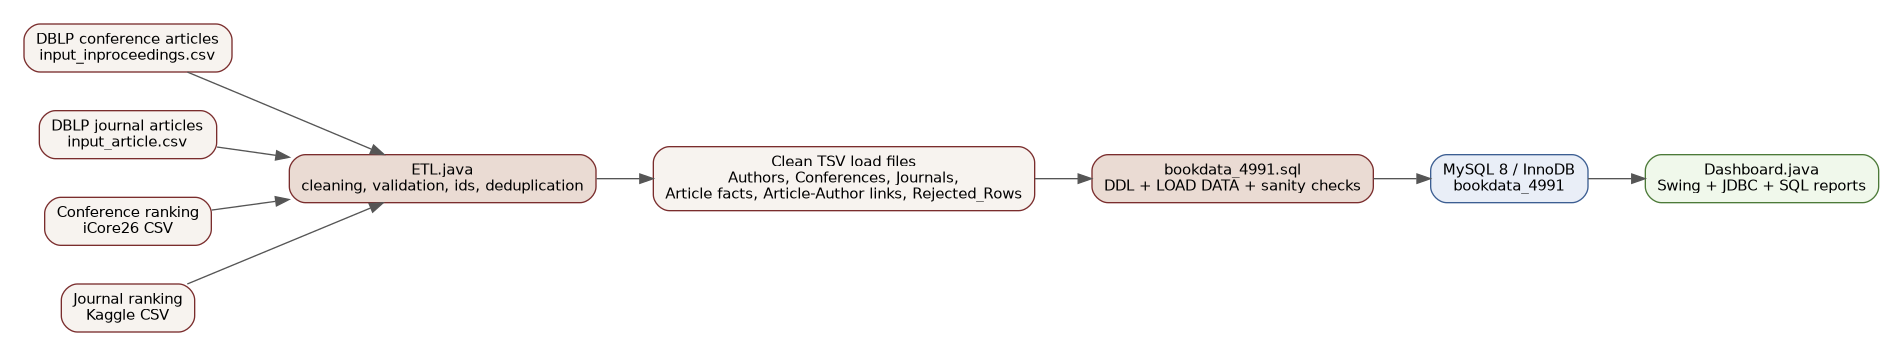 DBLP conference articles
input_inproceedings.csv
DBLP journal articles
input_article.csv
Conference ranking
iCore26 CSV
Journal ranking
Kaggle CSV
ETL.java
cleaning, validation, ids, deduplication
Clean TSV load files
Authors, Conferences, Journals,
Article facts, Article-Author links, Rejected_Rows
bookdata_4991.sql
DDL + LOAD DATA + sanity checks
MySQL 8 / InnoDB
bookdata_4991
Dashboard.java
Swing + JDBC + SQL reports